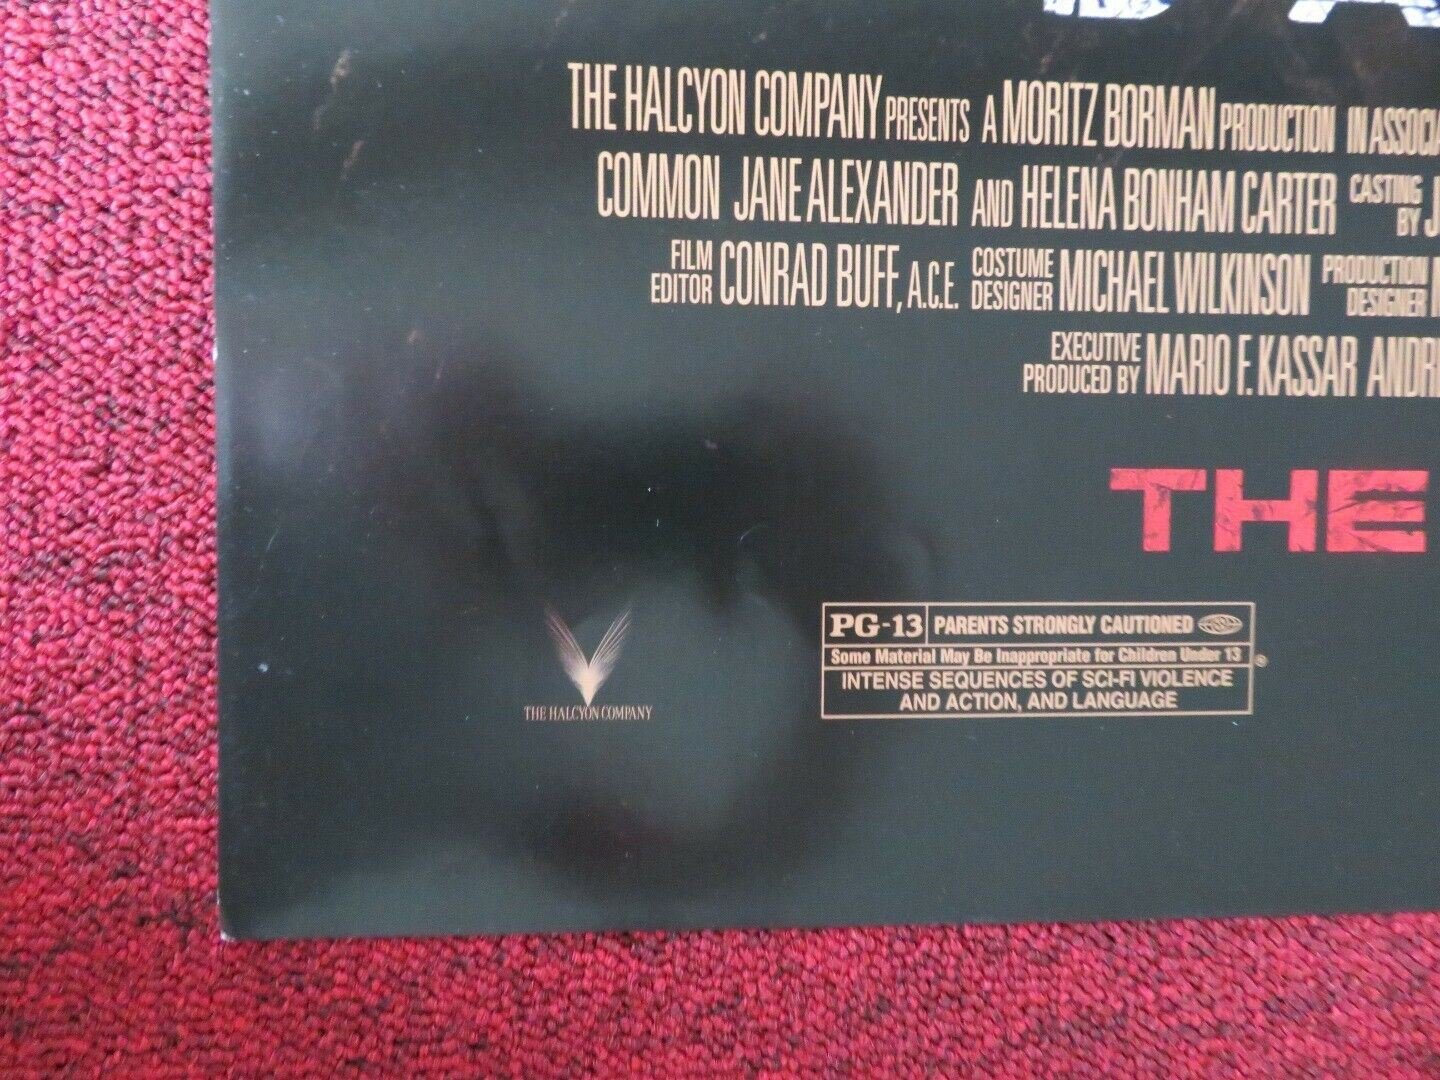 THE HALCYON COMPANY PRESENTS A MORITZ BORMAN PRODUCTION IN
COMMON JANE ALEXANDER AND HELENA BONHAM CARTER CASTING BY
FILM EDITOR CONRAD BUFF, A.C.E. COSTUME DESIGNER MICHAEL WILKINSON PRODUCTION DESIGNER
EXECUTIVE PRODUCED BY MARIO F. KASSAR
THE
PG-13 PARENTS STRONGLY CAUTIONED
Some Material May Be Inappropriate for Children Under 13
INTENSE SEQUENCES OF SCI-FI VIOLENCE
AND ACTION, AND LANGUAGE
THE HALCYON COMPANY